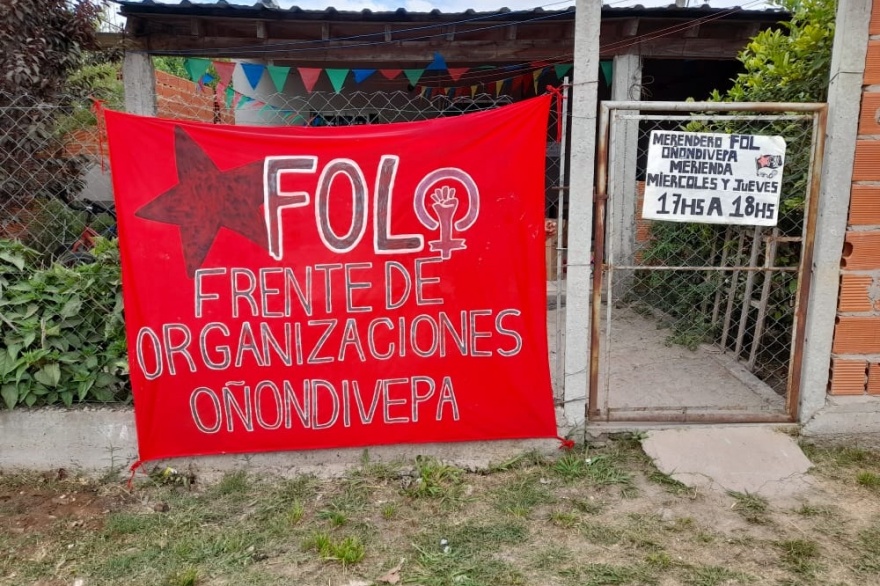 FOL
FRENTE DE
ORGANIZACIONES
OÑONDIVEPA
MERENDERO FOL
OÑONDIVEPA
MERIENDA
MIERCOLES Y JUEVES
17HS A 18HS